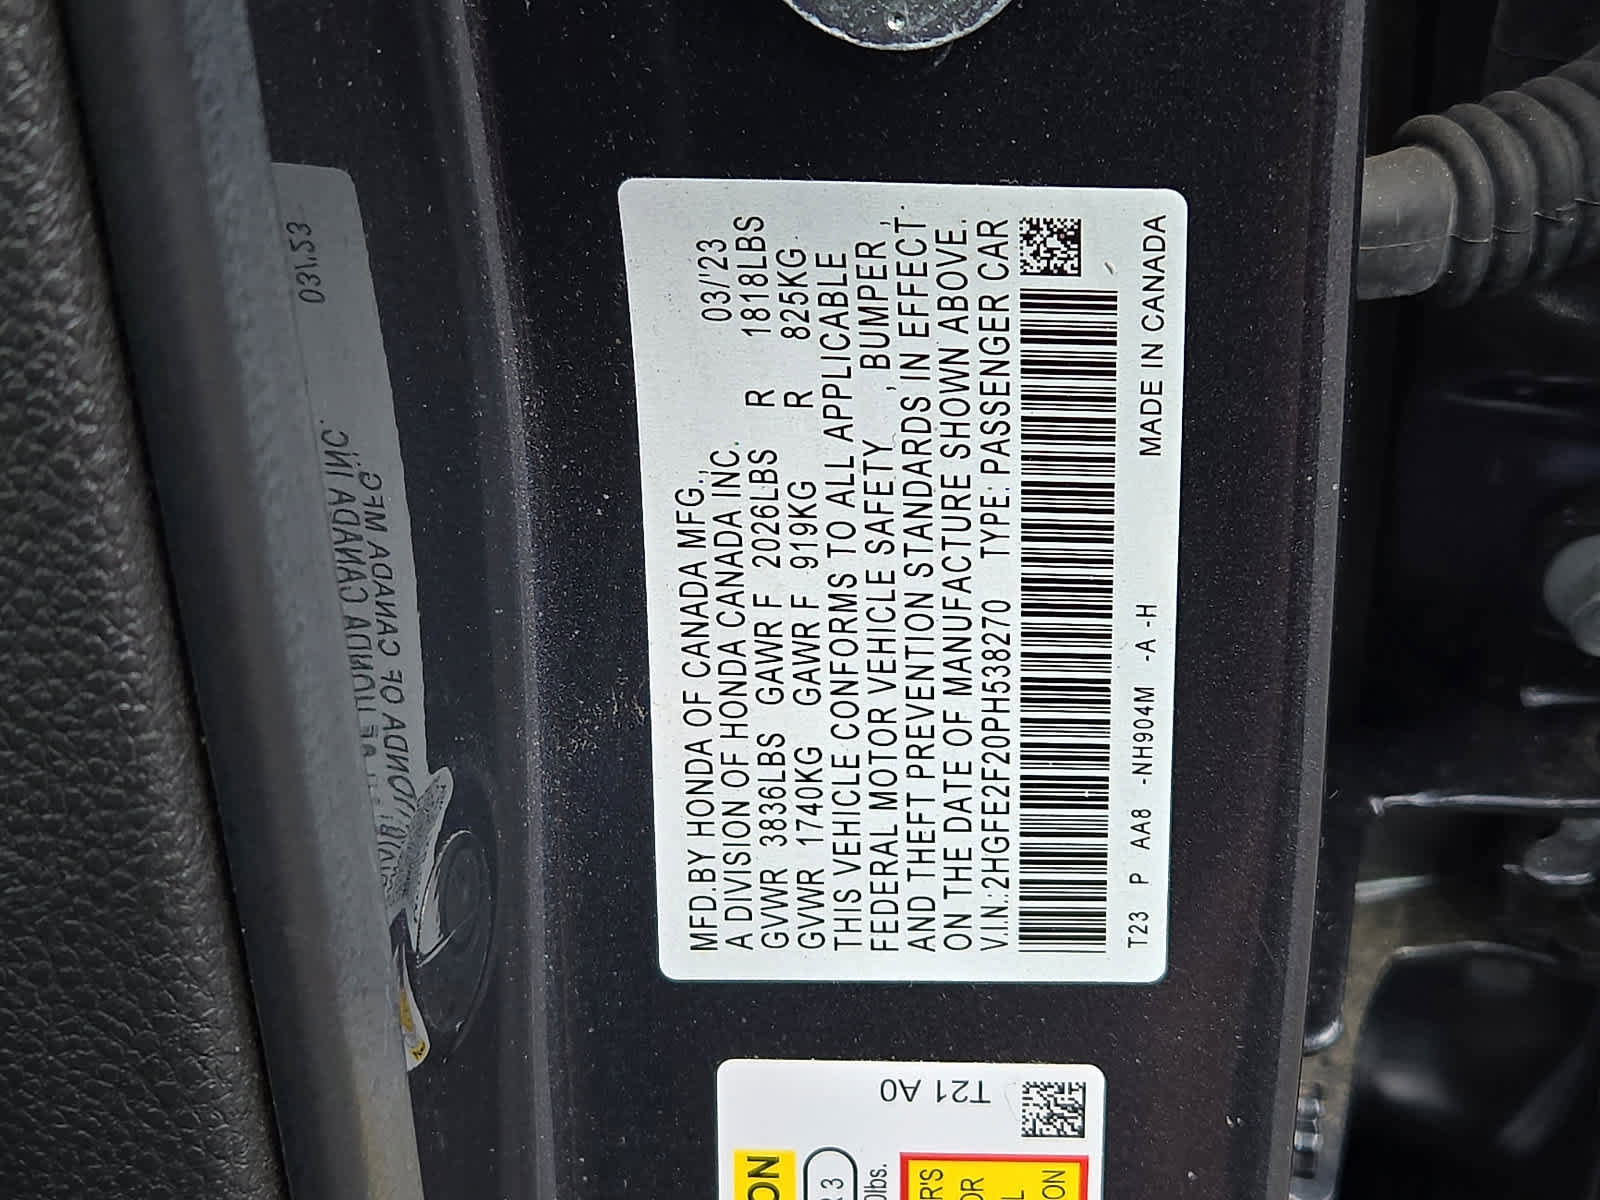 MFD.BY HONDA OF CANADA MFG., 03/'23
A DIVISION OF HONDA CANADA INC.
GVWR 3836LBS GAWR F 2026LBS R 1818LBS
GVWR 1740KG GAWR F 919KG R 825KG
THIS VEHICLE CONFORMS TO ALL APPLICABLE
FEDERAL MOTOR VEHICLE SAFETY , BUMPER ,
AND THEFT PREVENTION STANDARDS IN EFFECT
ON THE DATE OF MANUFACTURE SHOWN ABOVE.
V.I.N.:2HGFE2F20PH538270 TYPE: PASSENGER CAR
T23 P AA8 -NH904M -A -H MADE IN CANADA
T21 A0